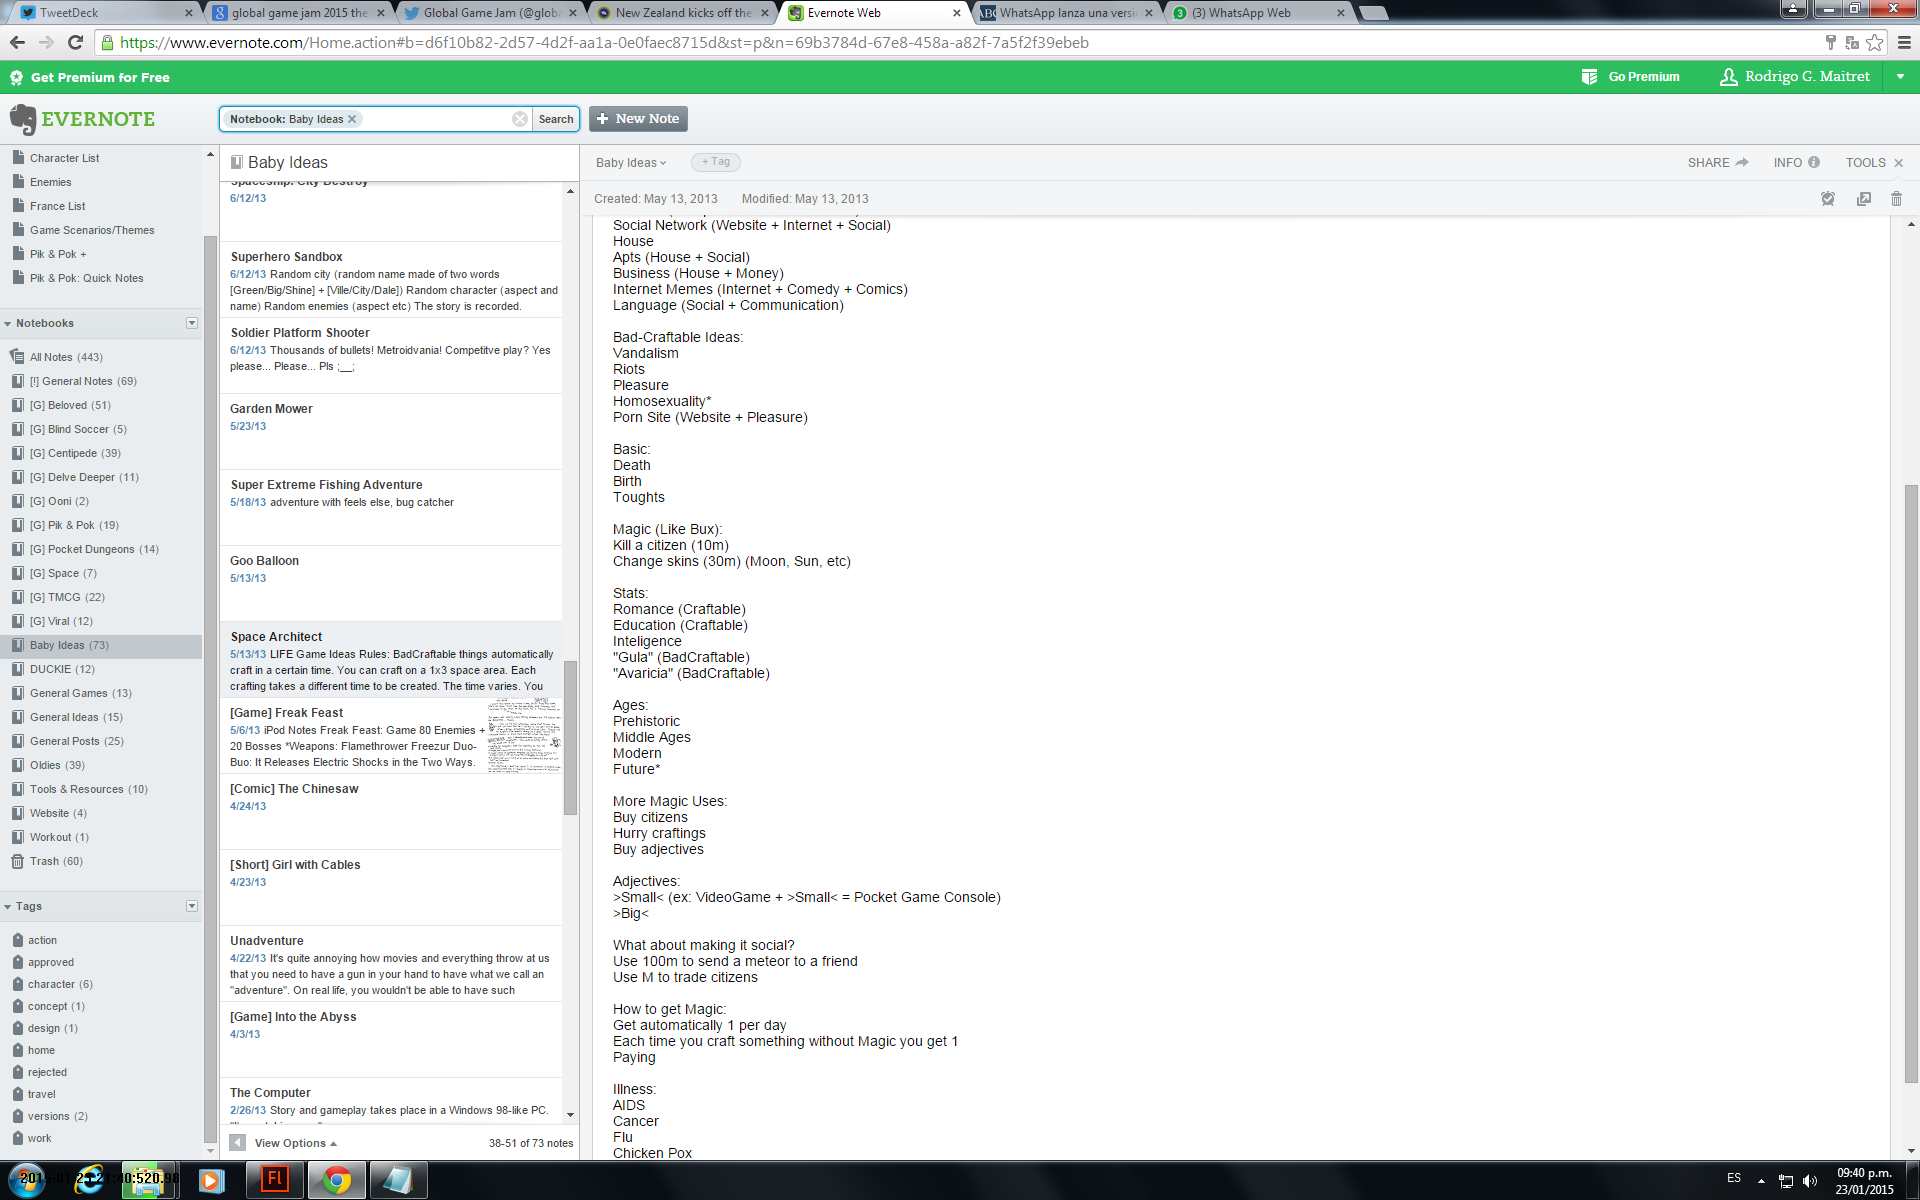 TweetDeck
global game jam 2015 the
Global Game Jam (@globa
New Zealand kicks off the
Evernote Web
WhatsApp lanza una versi
(3) WhatsApp Web
https://www.evernote.com/Home.action#b=d6f10b82-2d57-4d2f-aa1a-0e0faec8715d&st=p&n=69b3784d-67e8-458a-a82f-7a5f2f39ebeb
Get Premium for Free
Go Premium
Rodrigo G. Maitret
EVERNOTE
Notebook: Baby Ideas
Search
+ New Note
Character List
Enemies
France List
Game Scenarios/Themes
Pik & Pok +
Pik & Pok: Quick Notes
Notebooks
All Notes (443)
[!] General Notes (69)
[G] Beloved (51)
[G] Blind Soccer (5)
[G] Centipede (39)
[G] Delve Deeper (11)
[G] Ooni (2)
[G] Pik & Pok (19)
[G] Pocket Dungeons (14)
[G] Space (7)
[G] TMCG (22)
[G] Viral (12)
Baby Ideas (73)
DUCKIE (12)
General Games (13)
General Ideas (15)
General Posts (25)
Oldies (39)
Tools & Resources (10)
Website (4)
Workout (1)
Trash (60)
Tags
action
approved
character (6)
concept (1)
design (1)
home
rejected
travel
versions (2)
work
Baby Ideas
Spaceship: City Destroy
6/12/13
Superhero Sandbox
6/12/13 Random city (random name made of two words
[Green/Big/Shine] + [Ville/City/Dale]) Random character (aspect and
name) Random enemies (aspect etc) The story is recorded.
Soldier Platform Shooter
6/12/13 Thousands of bullets! Metroidvania! Competitve play? Yes
please... Please... Pls ;__;
Garden Mower
5/23/13
Super Extreme Fishing Adventure
5/18/13 adventure with feels else, bug catcher
Goo Balloon
5/13/13
Space Architect
5/13/13 LIFE Game Ideas Rules: BadCraftable things automatically
craft in a certain time. You can craft on a 1x3 space area. Each
crafting takes a different time to be created. The time varies. You
[Game] Freak Feast
5/6/13 iPod Notes Freak Feast: Game 80 Enemies +
20 Bosses *Weapons: Flamethrower Freezur Duo-
Buo: It Releases Electric Shocks in the Two Ways.
[Comic] The Chinesaw
4/24/13
[Short] Girl with Cables
4/23/13
Unadventure
4/22/13 It's quite annoying how movies and everything throw at us
that you need to have a gun in your hand to have what we call an
"adventure". On real life, you wouldn't be able to have such
[Game] Into the Abyss
4/3/13
The Computer
2/26/13 Story and gameplay takes place in a Windows 98-like PC.
View Options
38-51 of 73 notes
Baby Ideas
+ Tag
SHARE
INFO
TOOLS
Created: May 13, 2013
Modified: May 13, 2013
Social Network (Website + Internet + Social)
House
Apts (House + Social)
Business (House + Money)
Internet Memes (Internet + Comedy + Comics)
Language (Social + Communication)
Bad-Craftable Ideas:
Vandalism
Riots
Pleasure
Homosexuality*
Porn Site (Website + Pleasure)
Basic:
Death
Birth
Toughts
Magic (Like Bux):
Kill a citizen (10m)
Change skins (30m) (Moon, Sun, etc)
Stats:
Romance (Craftable)
Education (Craftable)
Inteligence
"Gula" (BadCraftable)
"Avaricia" (BadCraftable)
Ages:
Prehistoric
Middle Ages
Modern
Future*
More Magic Uses:
Buy citizens
Hurry craftings
Buy adjectives
Adjectives:
>Small< (ex: VideoGame + >Small< = Pocket Game Console)
>Big<
What about making it social?
Use 100m to send a meteor to a friend
Use M to trade citizens
How to get Magic:
Get automatically 1 per day
Each time you craft something without Magic you get 1
Paying
Illness:
AIDS
Cancer
Flu
Chicken Pox
Fl
ES
09:40 p.m.
23/01/2015